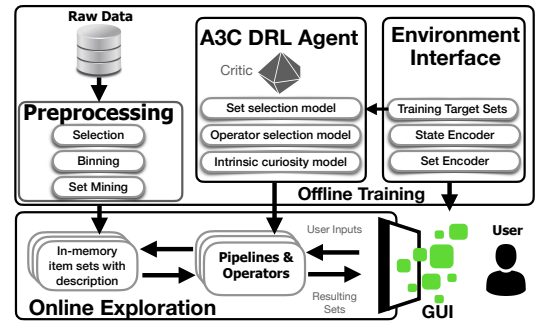 Raw Data
Preprocessing
Selection
Binning
Set Mining
A3C DRL Agent
Critic
Set selection model
Operator selection model
Intrinsic curiosity model
Environment
Interface
Training Target Sets
State Encoder
Set Encoder
Offline Training
In-memory
item sets with
description
Pipelines &
Operators
User Inputs
Resulting
Sets
GUI
User
Online Exploration